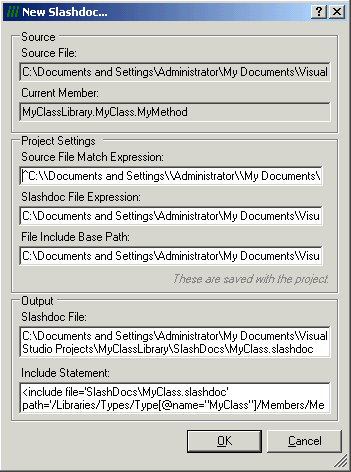 New Slashdoc...
Source
Source File:
C:\Documents and Settings\Administrator\My Documents\Visual
Current Member:
MyClassLibrary.MyClass.MyMethod
Project Settings
Source File Match Expression:
^C:\\Documents and Settings\\Administrator\\My Documents\
Slashdoc File Expression:
C:\Documents and Settings\Administrator\My Documents\Visu
File Include Base Path:
C:\Documents and Settings\Administrator\My Documents\Visu
These are saved with the project.
Output
Slashdoc File:
C:\Documents and Settings\Administrator\My Documents\Visual
Studio Projects\MyClassLibrary\SlashDocs\MyClass.slashdoc
Include Statement:
<include file='SlashDocs\MyClass.slashdoc'
path='/Libraries/Types/Type[@name="MyClass"]/Members/Me
OK
Cancel